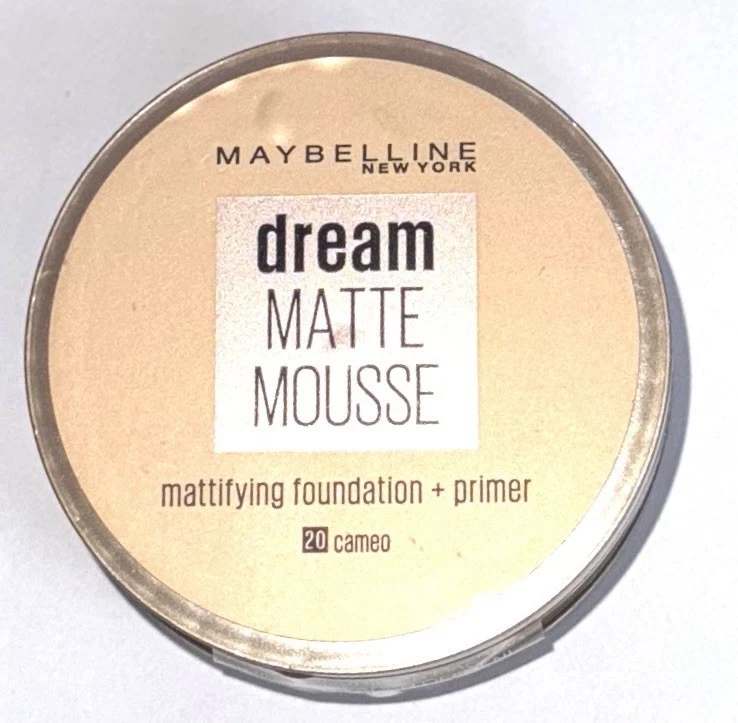 MAYBELLINE
NEW YORK
dream
MATTE
MOUSSE
mattifying foundation + primer
20 cameo